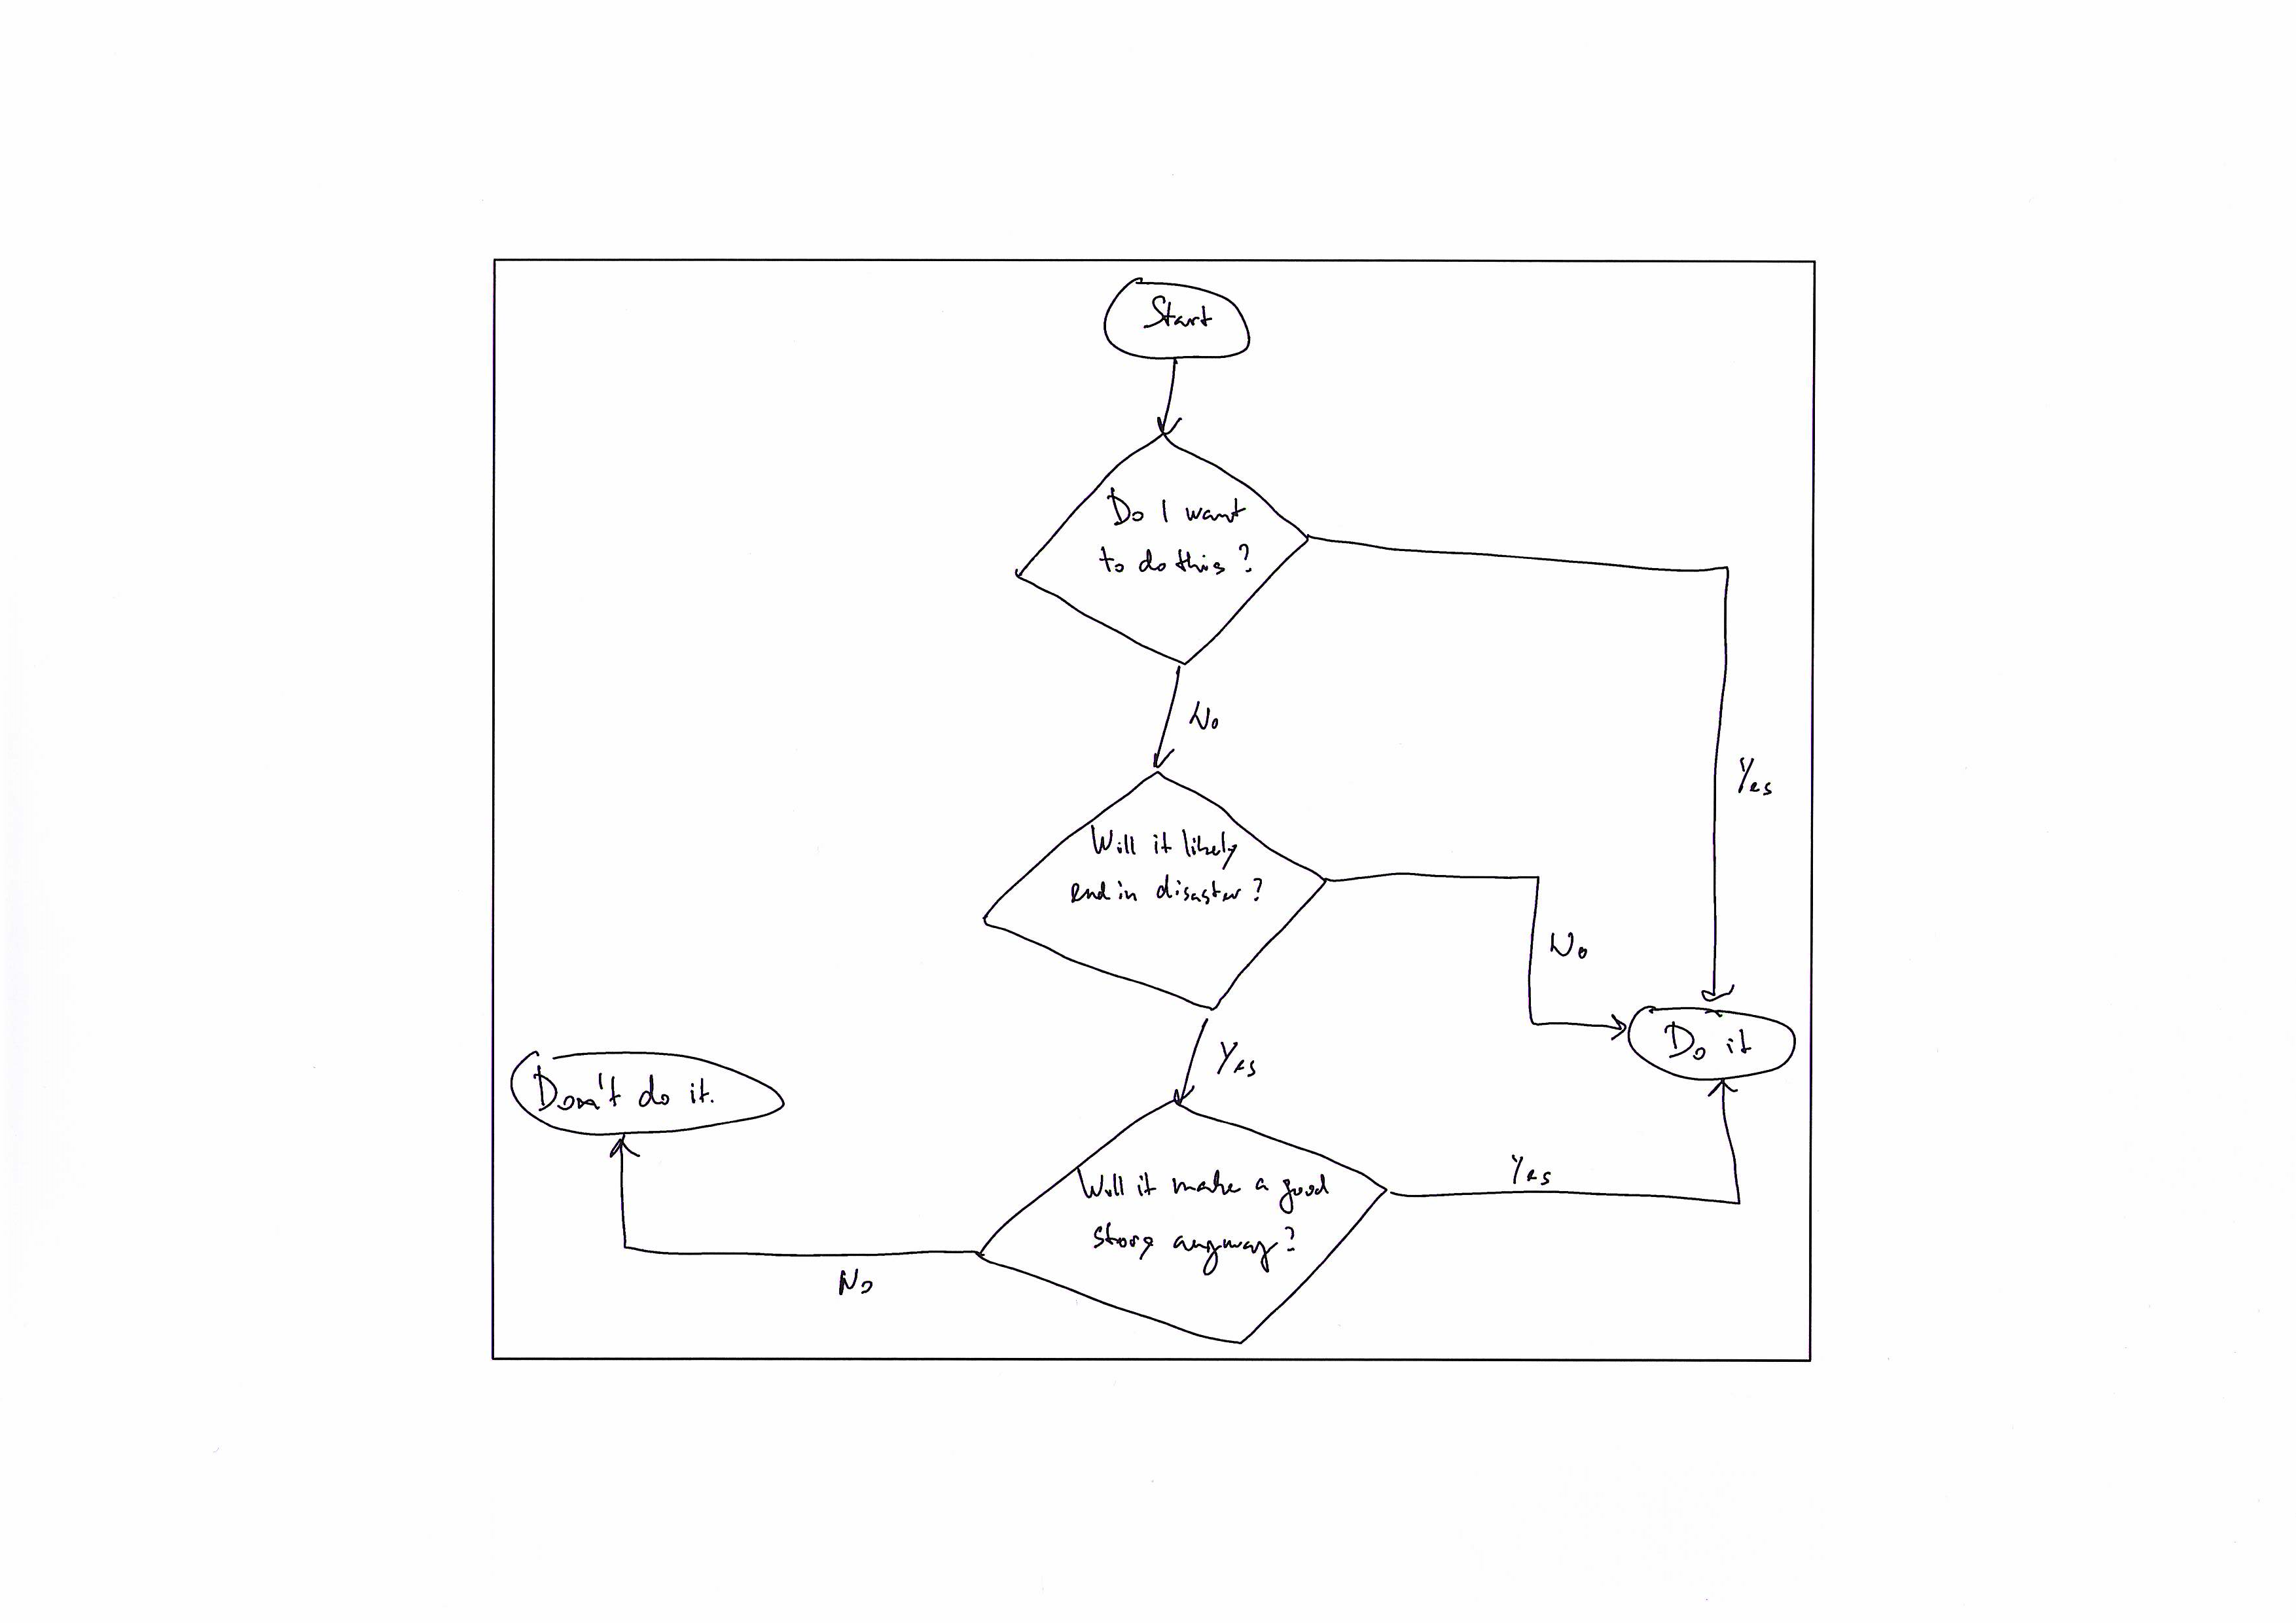 Start
Do I want
to do this?
No
Yes
Will it likely
end in disaster?
No
Do it
Yes
Don't do it.
Will it make a good
story anyway?
Yes
No